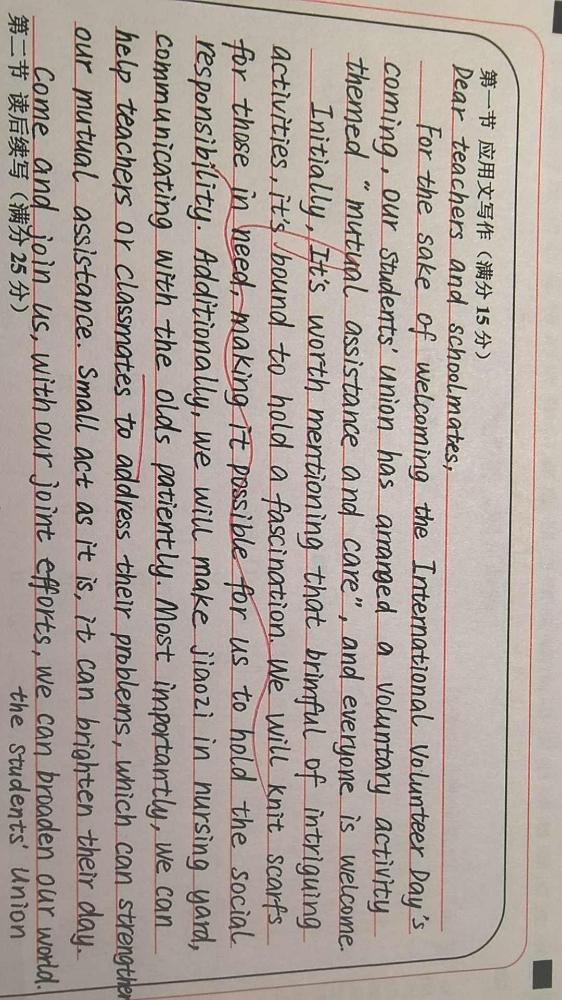 第一节 应用文写作（满分 15 分）
Dear teachers and schoolmates,
For the sake of welcoming the International Volunteer Day's
coming, our students' union has arranged a voluntary activity
themed "mutual assistance and care", and everyone is welcome.
Initially, It's worth mentioning that brimful of intriguing
activities, it's bound to hold a fascination. We will knit scarfs
for those in need, making it possible for us to hold the social
responsibility. Additionally, we will make jiaozi in nursing yard,
communicating with the olds patiently. Most importantly, we can
help teachers or classmates to address their problems, which can strengthen
our mutual assistance. Small act as it is, it can brighten their day.
Come and join us, with our joint efforts, we can broaden our world.
the students' Union
第二节 读后续写（满分 25 分）